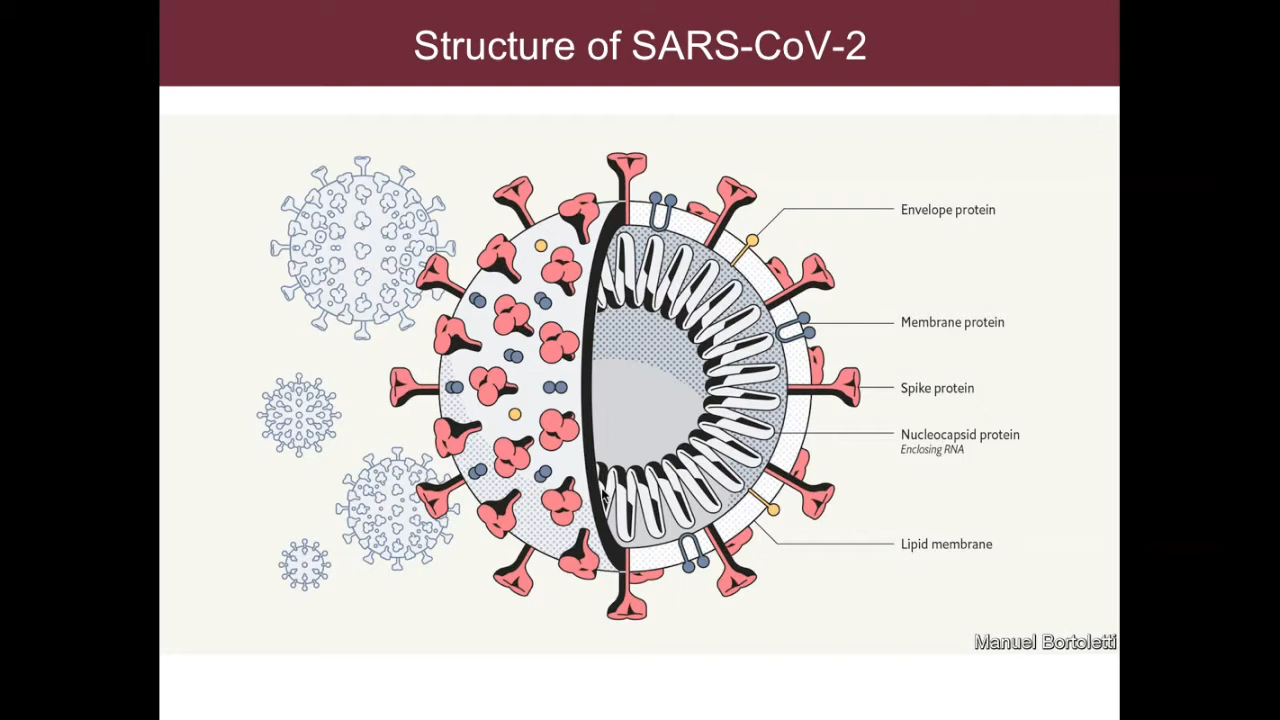 Structure of SARS-CoV-2
Envelope protein
Membrane protein
Spike protein
Nucleocapsid protein
Enclosing RNA
Lipid membrane
Manuel Bortoletti